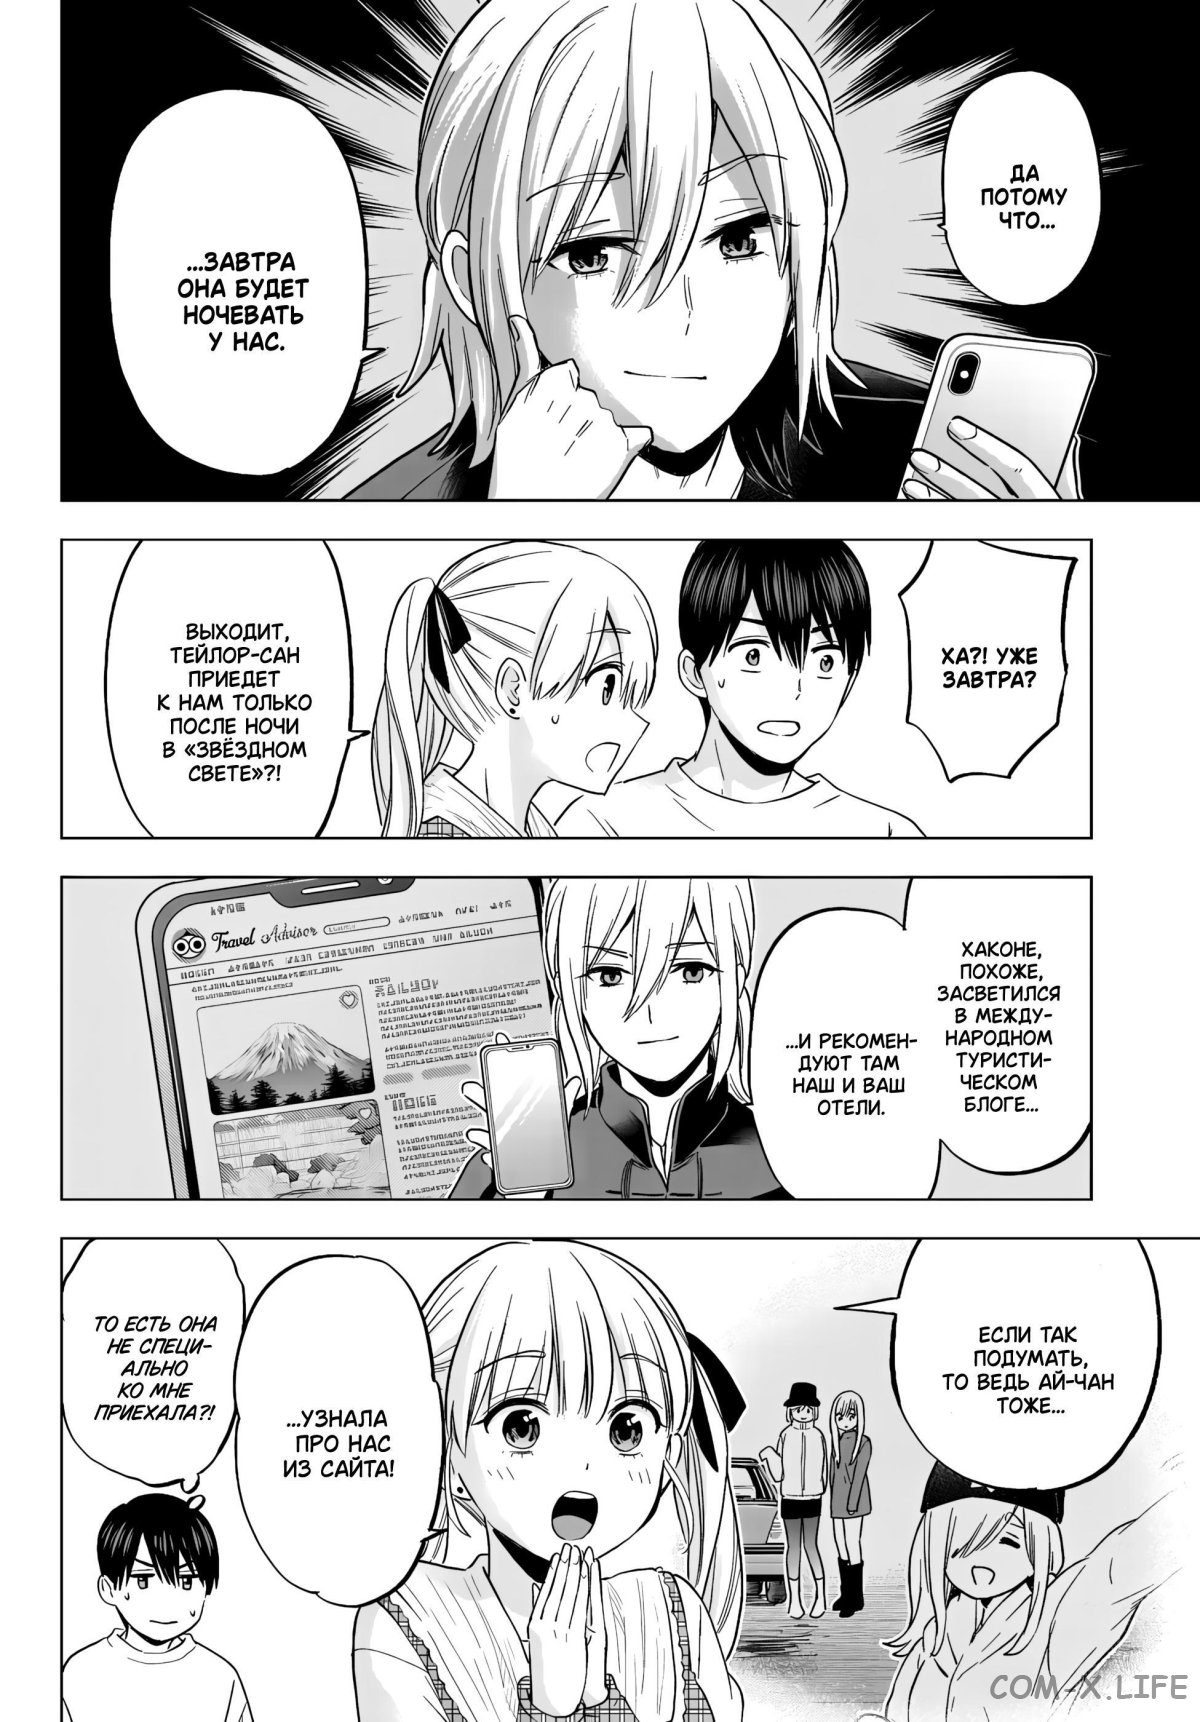 ДА
ПОТОМУ
ЧТО...
...ЗАВТРА
ОНА БУДЕТ
НОЧЕВАТЬ
У НАС.
ХА?! УЖЕ
ЗАВТРА?
ВЫХОДИТ,
ТЕЙЛОР-САН
ПРИЕДЕТ
К НАМ ТОЛЬКО
ПОСЛЕ НОЧИ
В «ЗВЁЗДНОМ
СВЕТЕ»?!
ХАКОНЕ,
ПОХОЖЕ,
ЗАСВЕТИЛСЯ
В МЕЖДУ-
НАРОДНОМ
ТУРИСТИ-
ЧЕСКОМ
БЛОГЕ...
...И РЕКОМЕН-
ДУЮТ ТАМ
НАШ И ВАШ
ОТЕЛИ.
Travel Advisor
ЕСЛИ ТАК
ПОДУМАТЬ,
ТО ВЕДЬ АЙ-ЧАН
ТОЖЕ...
...УЗНАЛА
ПРО НАС
ИЗ САЙТА!
ТО ЕСТЬ ОНА
НЕ СПЕЦИ-
АЛЬНО
КО МНЕ
ПРИЕХАЛА?!
COM-X.LIFE